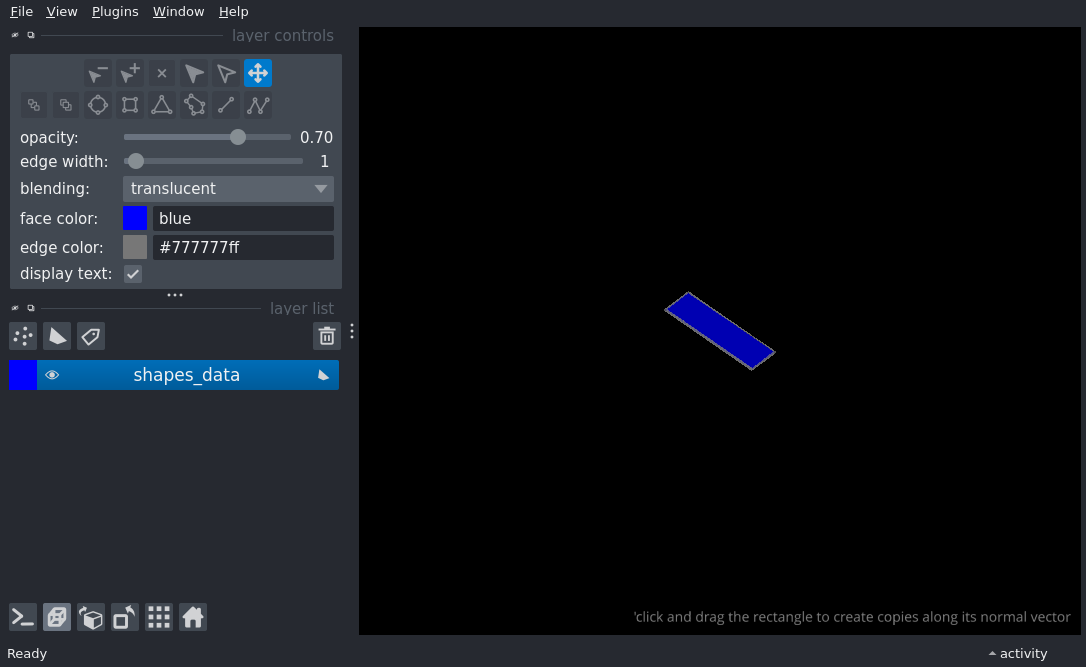 File View Plugins Window Help
layer controls
opacity: 0.70
edge width: 1
blending: translucent
face color: blue
edge color: #777777ff
display text:
layer list
shapes_data
'click and drag the rectangle to create copies along its normal vector
Ready activity